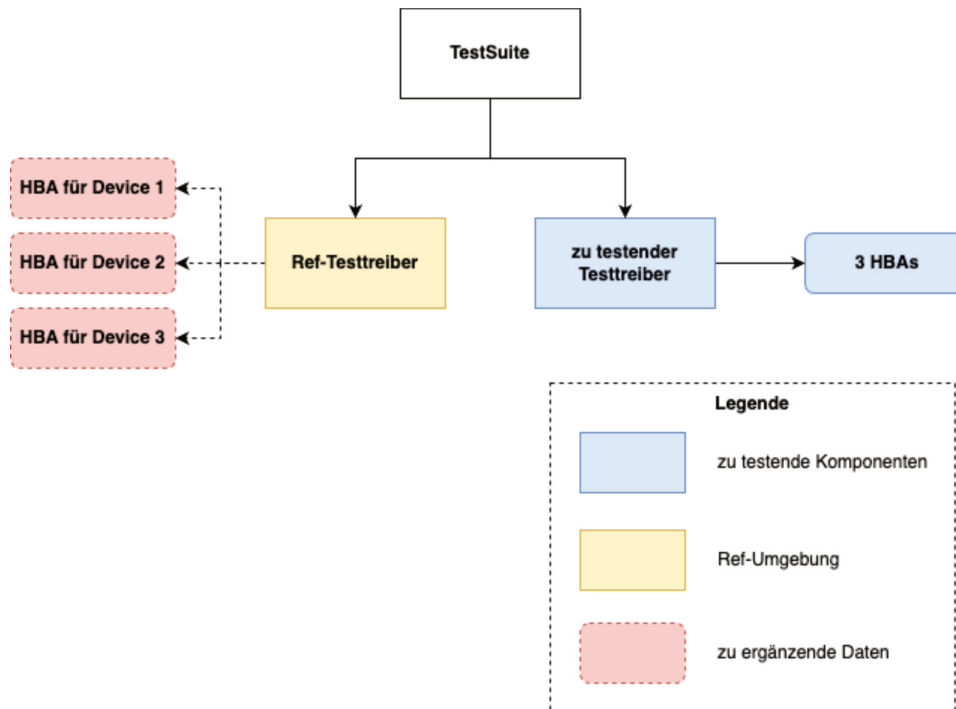 TestSuite
HBA für Device 1
HBA für Device 2
HBA für Device 3
Ref-Testtreiber
zu testender
Testtreiber
3 HBAs
Legende
zu testende Komponenten
Ref-Umgebung
zu ergänzende Daten